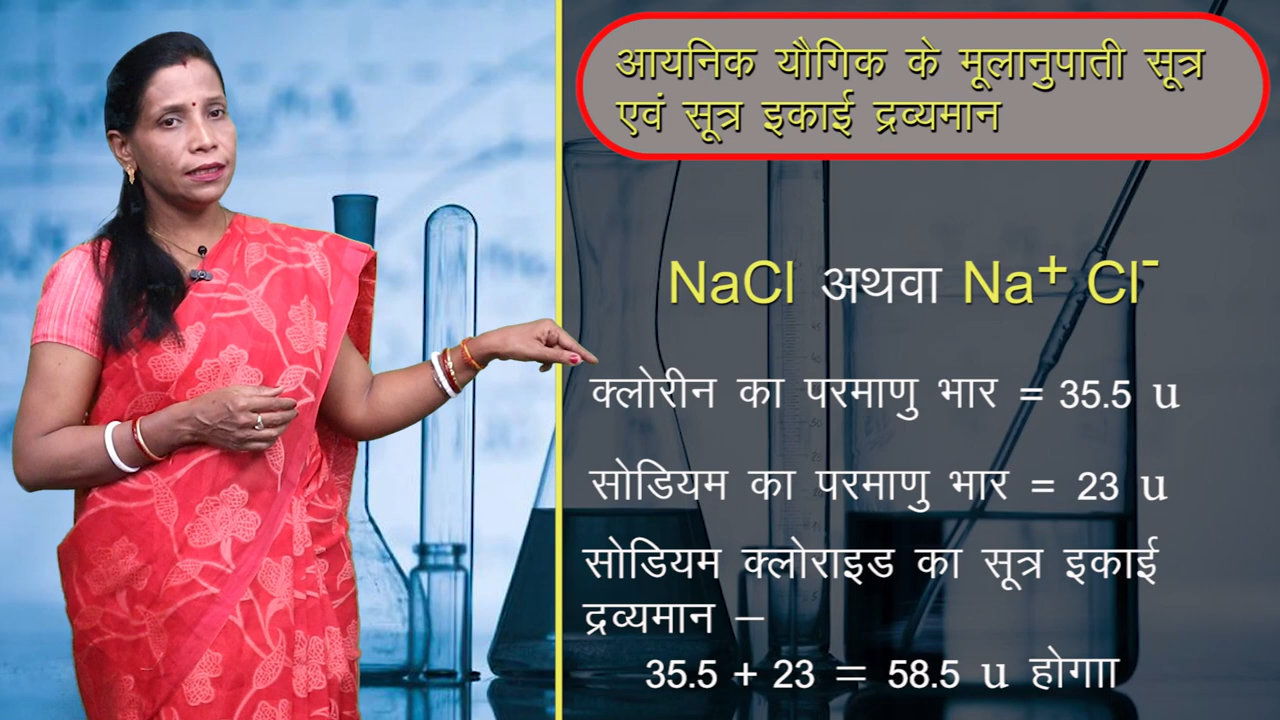 आयनिक यौगिक के मूलानुपाती सूत्र
एवं सूत्र इकाई द्रव्यमान
NaCl अथवा Na⁺ Cl⁻
क्लोरीन का परमाणु भार = 35.5 u
सोडियम का परमाणु भार = 23 u
सोडियम क्लोराइड का सूत्र इकाई
द्रव्यमान –
35.5 + 23 = 58.5 u होगाा